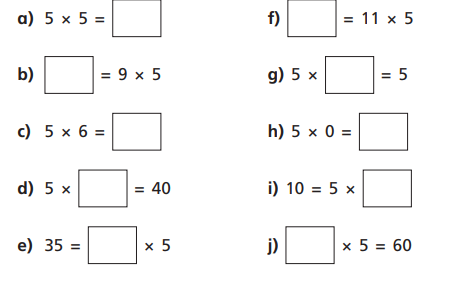 a) 5 × 5 =
b) = 9 × 5
c) 5 × 6 =
d) 5 × = 40
e) 35 = × 5
f) = 11 × 5
g) 5 × = 5
h) 5 × 0 =
i) 10 = 5 ×
j) × 5 = 60